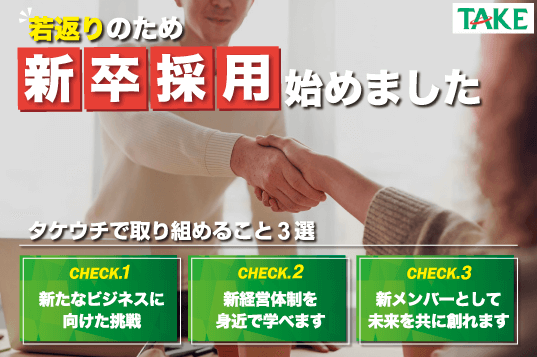 若返りのため
TAKE
新卒採用始めました
タケウチで取り組めること3選
CHECK.1
新たなビジネスに
向けた挑戦
CHECK.2
新経営体制を
身近で学べます
CHECK.3
新メンバーとして
未来を共に創れます